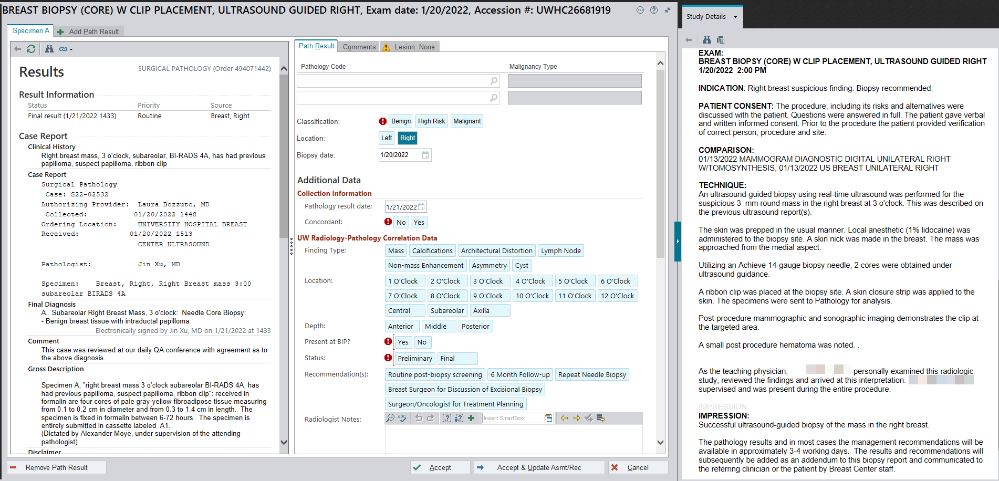 BREAST BIOPSY (CORE) W CLIP PLACEMENT, ULTRASOUND GUIDED RIGHT, Exam date: 1/20/2022, Accession #: UWHC26681919
Specimen A
Add Path Result
Results
SURGICAL PATHOLOGY (Order 494071442)
Result Information
Status Priority Source
Final result (1/21/2022 1433) Routine Breast, Right
Case Report
Clinical History
Right breast mass, 3 o'clock, subareolar, BI-RADS 4A, has had previous
papilloma, suspect papilloma, ribbon clip
Case Report
Surgical Pathology
Case: S22-02532
Authorizing Provider: Laura Bozzuto, MD
Collected: 01/20/2022 1448
Ordering Location: UNIVERSITY HOSPITAL BREAST
Received: 01/20/2022 1513
CENTER ULTRASOUND
Pathologist: Jin Xu, MD
Specimen: Breast, Right, Right Breast mass 3:00
subareolar BIRADS 4A
Final Diagnosis
A. Subareolar Right Breast Mass, 3 o'clock: Needle Core Biopsy:
- Benign breast tissue with intraductal papilloma
Electronically signed by Jin Xu, MD on 1/21/2022 at 1433
Comment
This case was reviewed at our daily QA conference with agreement as to
the above diagnosis.
Gross Description
Specimen A, "right breast mass 3 o'clock subareolar BI-RADS 4A, has
had previous papilloma, suspect papilloma, ribbon clip": received in
formalin are four cores of pale gray-yellow fibroadipose tissue measuring
from 0.1 to 0.2 cm in diameter and from 0.3 to 1.4 cm in length. The
specimen is fixed in formalin between 6-72 hours. The specimen is
entirely submitted in cassette labeled A1.
(Dictated by Alexander Moye, under supervision of the attending
pathologist)
Disclaimer
Remove Path Result
Path Result
Comments
Lesion: None
Pathology Code Malignancy Type
Classification: Benign High Risk Malignant
Location: Left Right
Biopsy date: 1/20/2022
Additional Data
Collection Information
Pathology result date: 1/21/2022
Concordant: No Yes
UW Radiology-Pathology Correlation Data
Finding Type: Mass Calcifications Architectural Distortion Lymph Node
Non-mass Enhancement Asymmetry Cyst
Location: 1 O'Clock 2 O'Clock 3 O'Clock 4 O'Clock 5 O'Clock 6 O'Clock
7 O'Clock 8 O'Clock 9 O'Clock 10 O'Clock 11 O'Clock 12 O'Clock
Central Subareolar Axilla
Depth: Anterior Middle Posterior
Present at BIP? Yes No
Status: Preliminary Final
Recommendation(s): Routine post-biopsy screening 6 Month Follow-up Repeat Needle Biopsy
Breast Surgeon for Discussion of Excisional Biopsy
Surgeon/Oncologist for Treatment Planning
Radiologist Notes: Insert SmartText
Accept
Accept & Update Asmt/Rec
Cancel
Study Details
EXAM:
BREAST BIOPSY (CORE) W CLIP PLACEMENT, ULTRASOUND GUIDED RIGHT
1/20/2022 2:00 PM
INDICATION: Right breast suspicious finding. Biopsy recommended.
PATIENT CONSENT: The procedure, including its risks and alternatives were
discussed with the patient. Questions were answered in full. The patient gave verbal
and written informed consent. Prior to the procedure the patient provided verification
of correct person, procedure and site.
COMPARISON:
01/13/2022 MAMMOGRAM DIAGNOSTIC DIGITAL UNILATERAL RIGHT
W/TOMOSYNTHESIS, 01/13/2022 US BREAST UNILATERAL RIGHT
TECHNIQUE:
An ultrasound-guided biopsy using real-time ultrasound was performed for the
suspicious 3 mm round mass in the right breast at 3 o'clock. This was described on
the previous ultrasound report(s).
The skin was prepped in the usual manner. Local anesthetic (1% lidocaine) was
administered to the biopsy site. A skin nick was made in the breast. The mass was
approached from the medial aspect.
Utilizing an Achieve 14-gauge biopsy needle, 2 cores were obtained under
ultrasound guidance.
A ribbon clip was placed at the biopsy site. A skin closure strip was applied to the
skin. The specimens were sent to Pathology for analysis.
Post-procedure mammographic and sonographic imaging demonstrates the clip at
the targeted area.
A small post procedure hematoma was noted. .
As the teaching physician, personally examined this radiologic
study, reviewed the findings and arrived at this interpretation.
supervised and was present during the entire procedure.
IMPRESSION
IMPRESSION:
Successful ultrasound-guided biopsy of the mass in the right breast.
The pathology results and in most cases the management recommendations will be
available in approximately 3-4 working days. The results and recommendations will
subsequently be added as an addendum to this biopsy report and communicated to
the referring clinician or the patient by Breast Center staff.